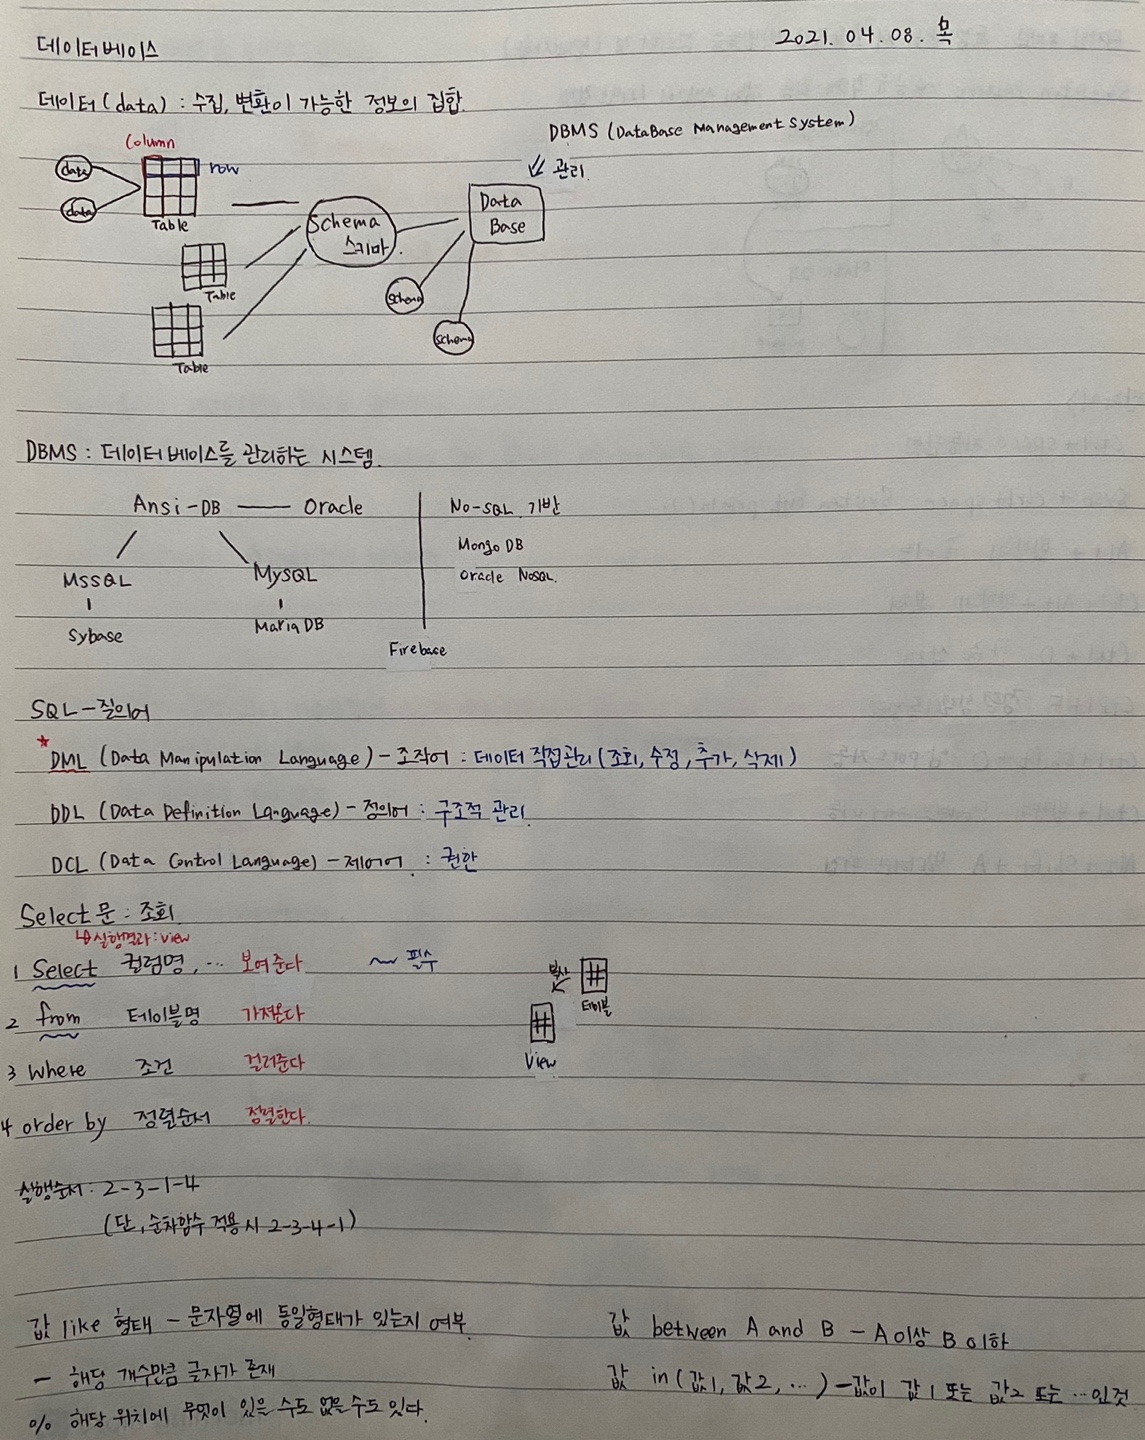 데이터베이스
2021. 04. 08. 목
데이터(data) : 수집, 변환이 가능한 정보의 집합.
DBMS (DataBase Management System)
관리.
Column
row
data
data
Table
Table
Table
Schema
스키마.
Data
Base
schema
schema
DBMS : 데이터베이스를 관리하는 시스템.
Ansi-DB — Oracle
MSSQL
MySQL
Sybase
Maria DB
No-SQL 기반
Mongo DB
Oracle NoSQL.
Firebase
SQL - 질의어
★ DML (Data Manipulation Language) - 조작어 : 데이터 직접관리 (조회, 수정, 추가, 삭제)
DDL (Data Definition Language) - 정의어 : 구조적 관리.
DCL (Data Control Language) - 제어어. : 권한
Select 문 : 조회.
↳ 실행결과 : view
1 Select 컬럼명, … 보여준다 ~ 필수
2 from 테이블명 가져온다
3 where 조건 걸러준다
4 order by 정렬순서 정렬한다.
복사
테이블
View
실행순서 : 2-3-1-4
(단, 순차함수 적용시 2-3-4-1)
값 like 형태 - 문자열에 동일형태가 있는지 여부.
— 해당 개수만큼 글자가 존재
% 해당 위치에 무엇이 있을 수도 없을 수도 있다.
값 between A and B - A이상 B이하
값 in (값1, 값2, …) - 값이 값1 또는 값2 또는 … 인것